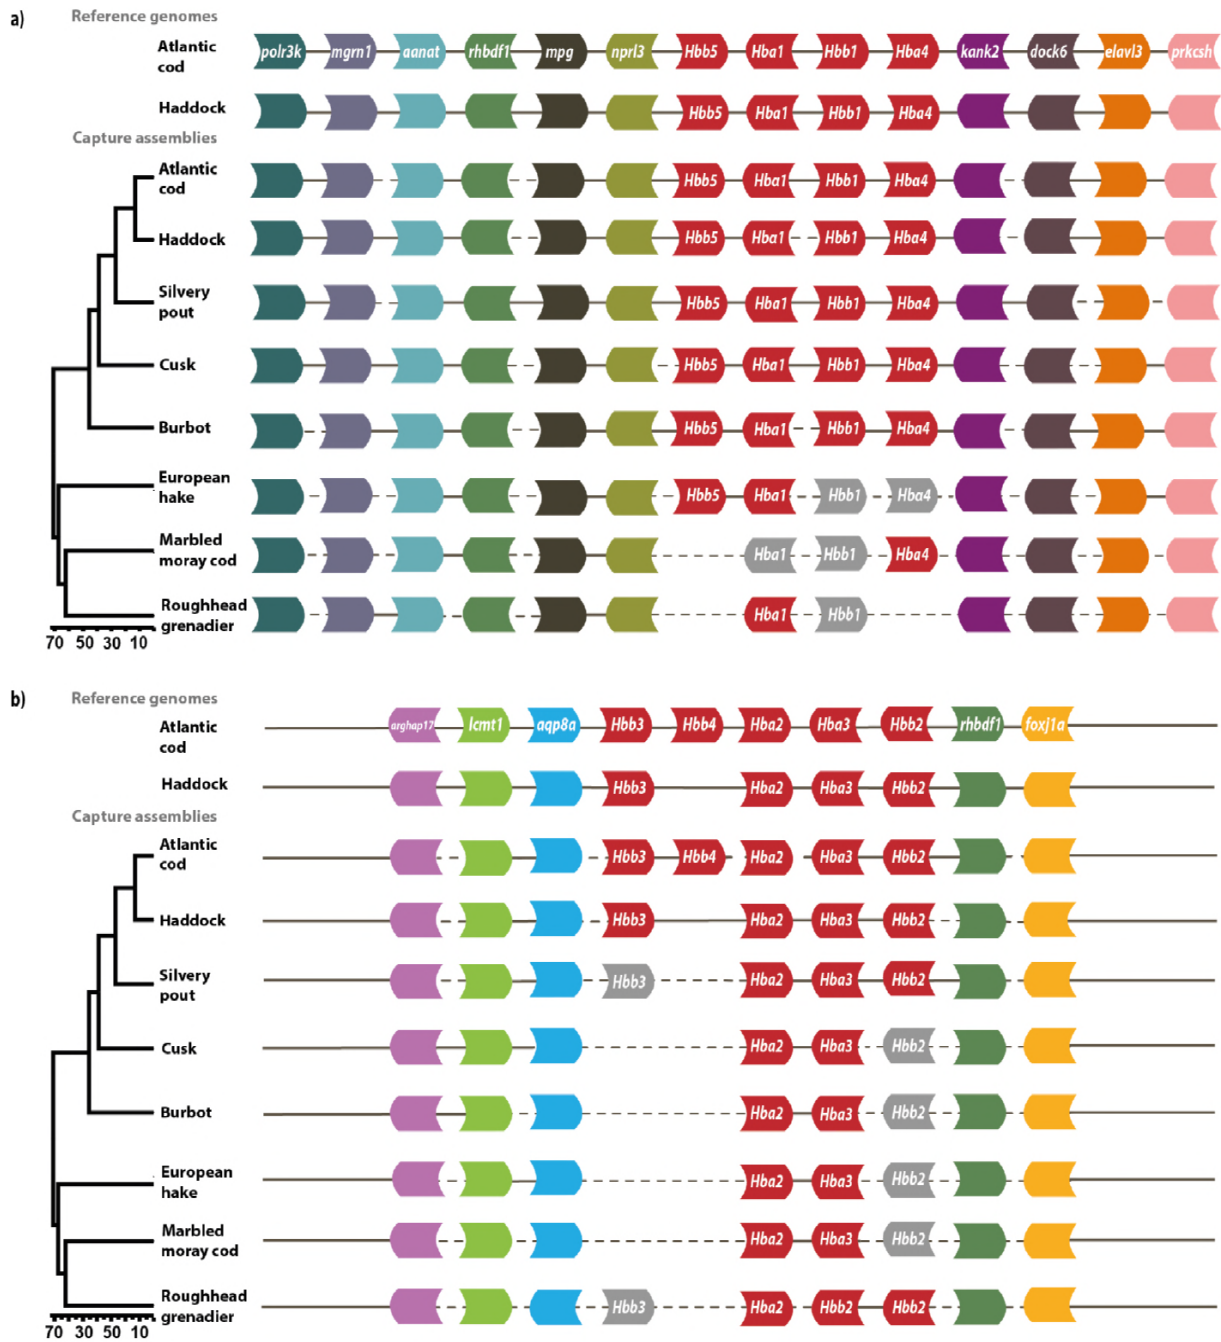 a)
Reference genomes
Atlantic
cod
polr3k mgrn1 aanat rhbdf1 mpg nprl3 Hbb5 Hba1 Hbb1 Hba4 kank2 dock6 elavl3 prkcsh
Haddock
Hbb5 Hba1 Hbb1 Hba4
Capture assemblies
Atlantic
cod
Hbb5 Hba1 Hbb1 Hba4
Haddock
Hbb5 Hba1 Hbb1 Hba4
Silvery
pout
Hbb5 Hba1 Hbb1 Hba4
Cusk
Hbb5 Hba1 Hbb1 Hba4
Burbot
Hbb5 Hba1 Hbb1 Hba4
European
hake
Hbb5 Hba1 Hbb1 Hba4
Marbled
moray cod
Hba1 Hbb1 Hba4
Roughhead
grenadier
Hba1 Hbb1
70 50 30 10
b)
Reference genomes
Atlantic
cod
arghap17 lcmt1 aqp8a Hbb3 Hbb4 Hba2 Hba3 Hbb2 rhbdf1 foxj1a
Haddock
Hbb3 Hba2 Hba3 Hbb2
Capture assemblies
Atlantic
cod
Hbb3 Hbb4 Hba2 Hba3 Hbb2
Haddock
Hbb3 Hba2 Hba3 Hbb2
Silvery
pout
Hbb3 Hba2 Hba3 Hbb2
Cusk
Hba2 Hba3 Hbb2
Burbot
Hba2 Hba3 Hbb2
European
hake
Hba2 Hba3 Hbb2
Marbled
moray cod
Hba2 Hba3 Hbb2
Roughhead
grenadier
Hbb3 Hba2 Hbb2 Hbb2
70 30 50 10